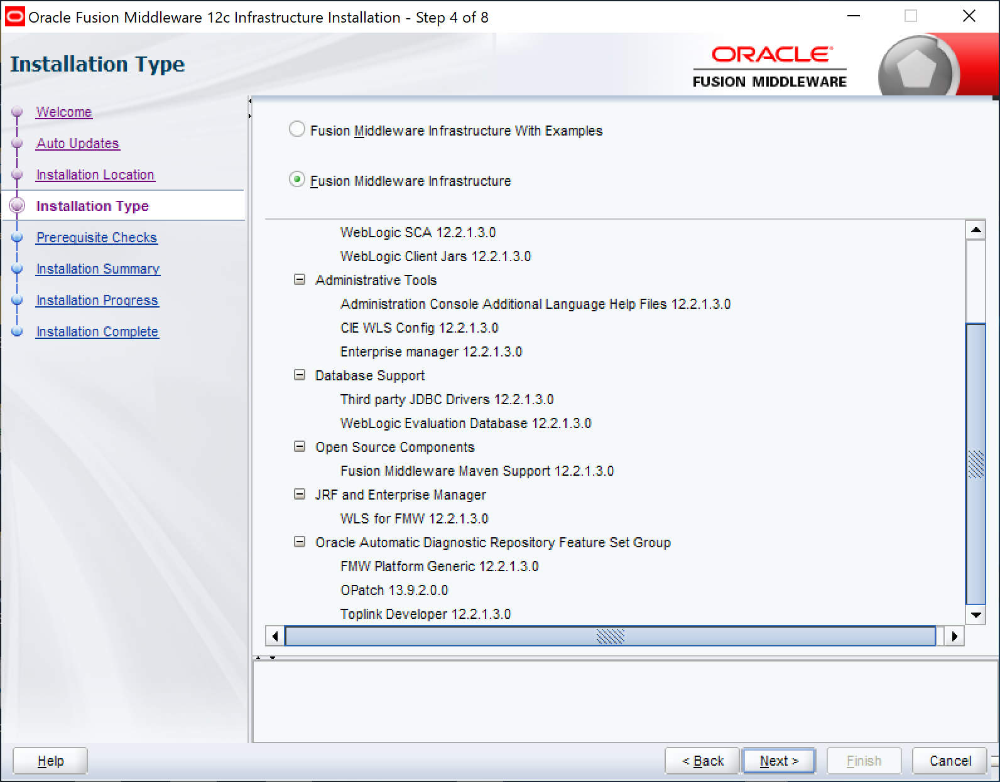 Oracle Fusion Middleware 12c Infrastructure Installation - Step 4 of 8
Installation Type
ORACLE
FUSION MIDDLEWARE
Welcome
Auto Updates
Installation Location
Installation Type
Prerequisite Checks
Installation Summary
Installation Progress
Installation Complete
Fusion Middleware Infrastructure With Examples
Fusion Middleware Infrastructure
WebLogic SCA 12.2.1.3.0
WebLogic Client Jars 12.2.1.3.0
Administrative Tools
Administration Console Additional Language Help Files 12.2.1.3.0
CIE WLS Config 12.2.1.3.0
Enterprise manager 12.2.1.3.0
Database Support
Third party JDBC Drivers 12.2.1.3.0
WebLogic Evaluation Database 12.2.1.3.0
Open Source Components
Fusion Middleware Maven Support 12.2.1.3.0
JRF and Enterprise Manager
WLS for FMW 12.2.1.3.0
Oracle Automatic Diagnostic Repository Feature Set Group
FMW Platform Generic 12.2.1.3.0
OPatch 13.9.2.0.0
Toplink Developer 12.2.1.3.0
Help
< Back
Next >
Finish
Cancel